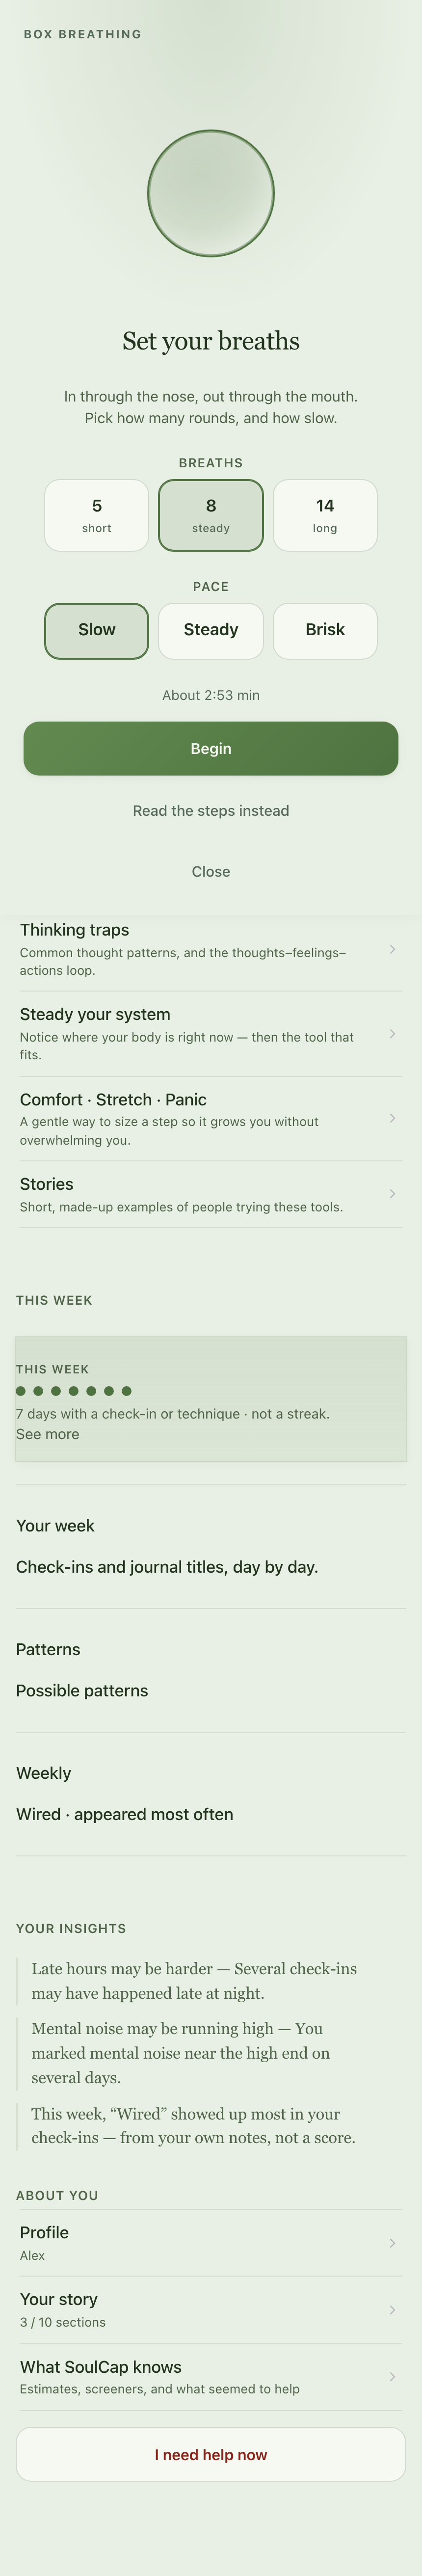 BOX BREATHING
Set your breaths
In through the nose, out through the mouth.
Pick how many rounds, and how slow.
BREATHS
5
short
8
steady
14
long
PACE
Slow
Steady
Brisk
About 2:53 min
Begin
Read the steps instead
Close
Thinking traps
Common thought patterns, and the thoughts–feelings–
actions loop.
Steady your system
Notice where your body is right now — then the tool that
fits.
Comfort · Stretch · Panic
A gentle way to size a step so it grows you without
overwhelming you.
Stories
Short, made-up examples of people trying these tools.
THIS WEEK
THIS WEEK
7 days with a check-in or technique · not a streak.
See more
Your week
Check-ins and journal titles, day by day.
Patterns
Possible patterns
Weekly
Wired · appeared most often
YOUR INSIGHTS
Late hours may be harder — Several check-ins
may have happened late at night.
Mental noise may be running high — You
marked mental noise near the high end on
several days.
This week, “Wired” showed up most in your
check-ins — from your own notes, not a score.
ABOUT YOU
Profile
Alex
Your story
3 / 10 sections
What SoulCap knows
Estimates, screeners, and what seemed to help
I need help now